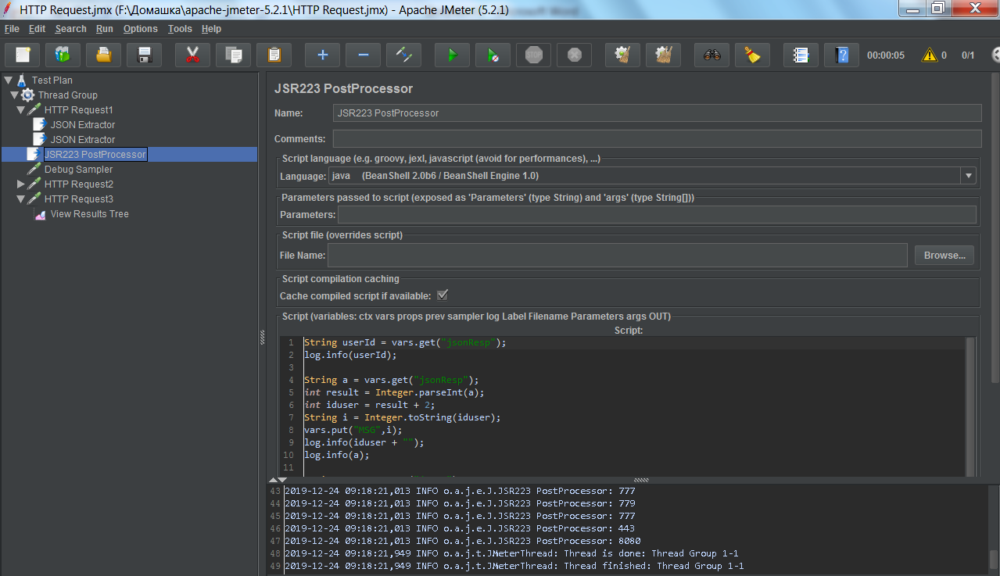 HTTP Request.jmx (F:\Домашка\apache-jmeter-5.2.1\HTTP Request.jmx) - Apache JMeter (5.2.1)
File Edit Search Run Options Tools Help
STOP 00:00:05 0 0/1
Test Plan
Thread Group
HTTP Request1
JSON Extractor
JSON Extractor
JSR223 PostProcessor
Debug Sampler
HTTP Request2
HTTP Request3
View Results Tree
JSR223 PostProcessor
Name: JSR223 PostProcessor
Comments:
Script language (e.g. groovy, jexl, javascript (avoid for performances), ...)
Language: java (BeanShell 2.0b6 / BeanShell Engine 1.0)
Parameters passed to script (exposed as 'Parameters' (type String) and 'args' (type String[]))
Parameters:
Script file (overrides script)
File Name: Browse...
Script compilation caching
Cache compiled script if available:
Script (variables: ctx vars props prev sampler log Label Filename Parameters args OUT)
Script:
1 String userId = vars.get("jsonResp");
2 log.info(userId);
3
4 String a = vars.get("jsonResp");
5 int result = Integer.parseInt(a);
6 int iduser = result + 2;
7 String i = Integer.toString(iduser);
8 vars.put("MSG",i);
9 log.info(iduser + "");
10 log.info(a);
11
43 2019-12-24 09:18:21,013 INFO o.a.j.e.J.JSR223 PostProcessor: 777
44 2019-12-24 09:18:21,013 INFO o.a.j.e.J.JSR223 PostProcessor: 779
45 2019-12-24 09:18:21,013 INFO o.a.j.e.J.JSR223 PostProcessor: 777
46 2019-12-24 09:18:21,013 INFO o.a.j.e.J.JSR223 PostProcessor: 443
47 2019-12-24 09:18:21,013 INFO o.a.j.e.J.JSR223 PostProcessor: 8080
48 2019-12-24 09:18:21,949 INFO o.a.j.t.JMeterThread: Thread is done: Thread Group 1-1
49 2019-12-24 09:18:21,949 INFO o.a.j.t.JMeterThread: Thread finished: Thread Group 1-1